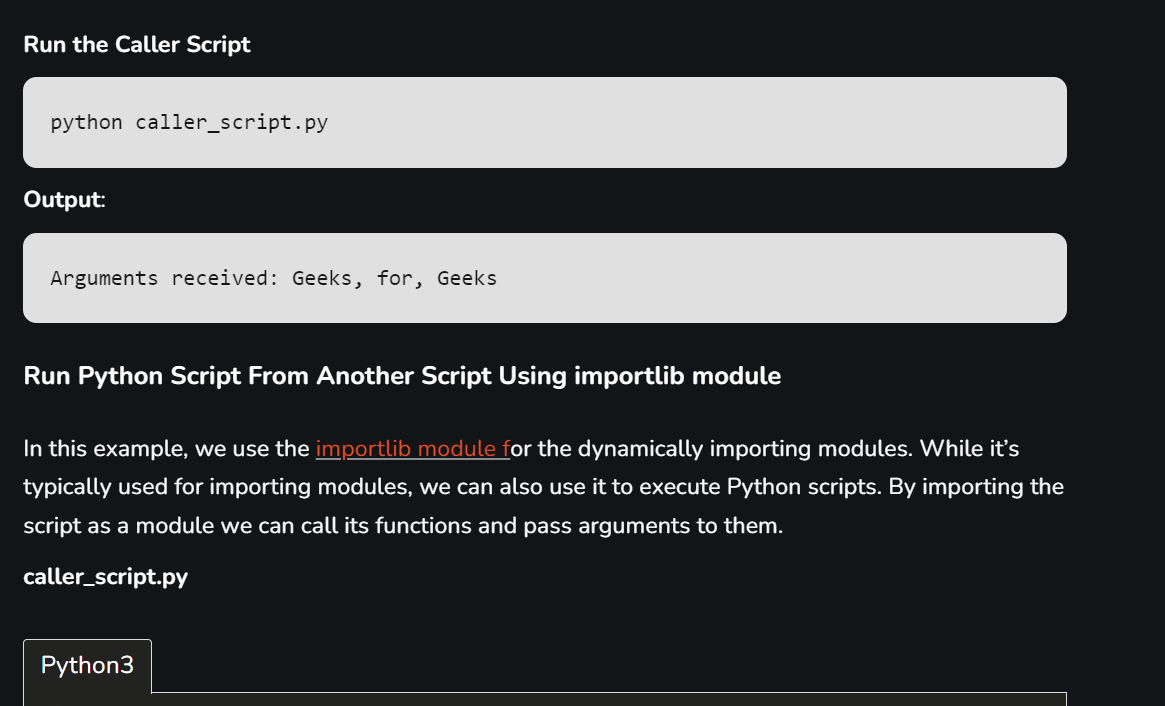 Run the Caller Script
python caller_script.py
Output:
Arguments received: Geeks, for, Geeks
Run Python Script From Another Script Using importlib module
In this example, we use the importlib module for the dynamically importing modules. While it’s
typically used for importing modules, we can also use it to execute Python scripts. By importing the
script as a module we can call its functions and pass arguments to them.
caller_script.py
Python3